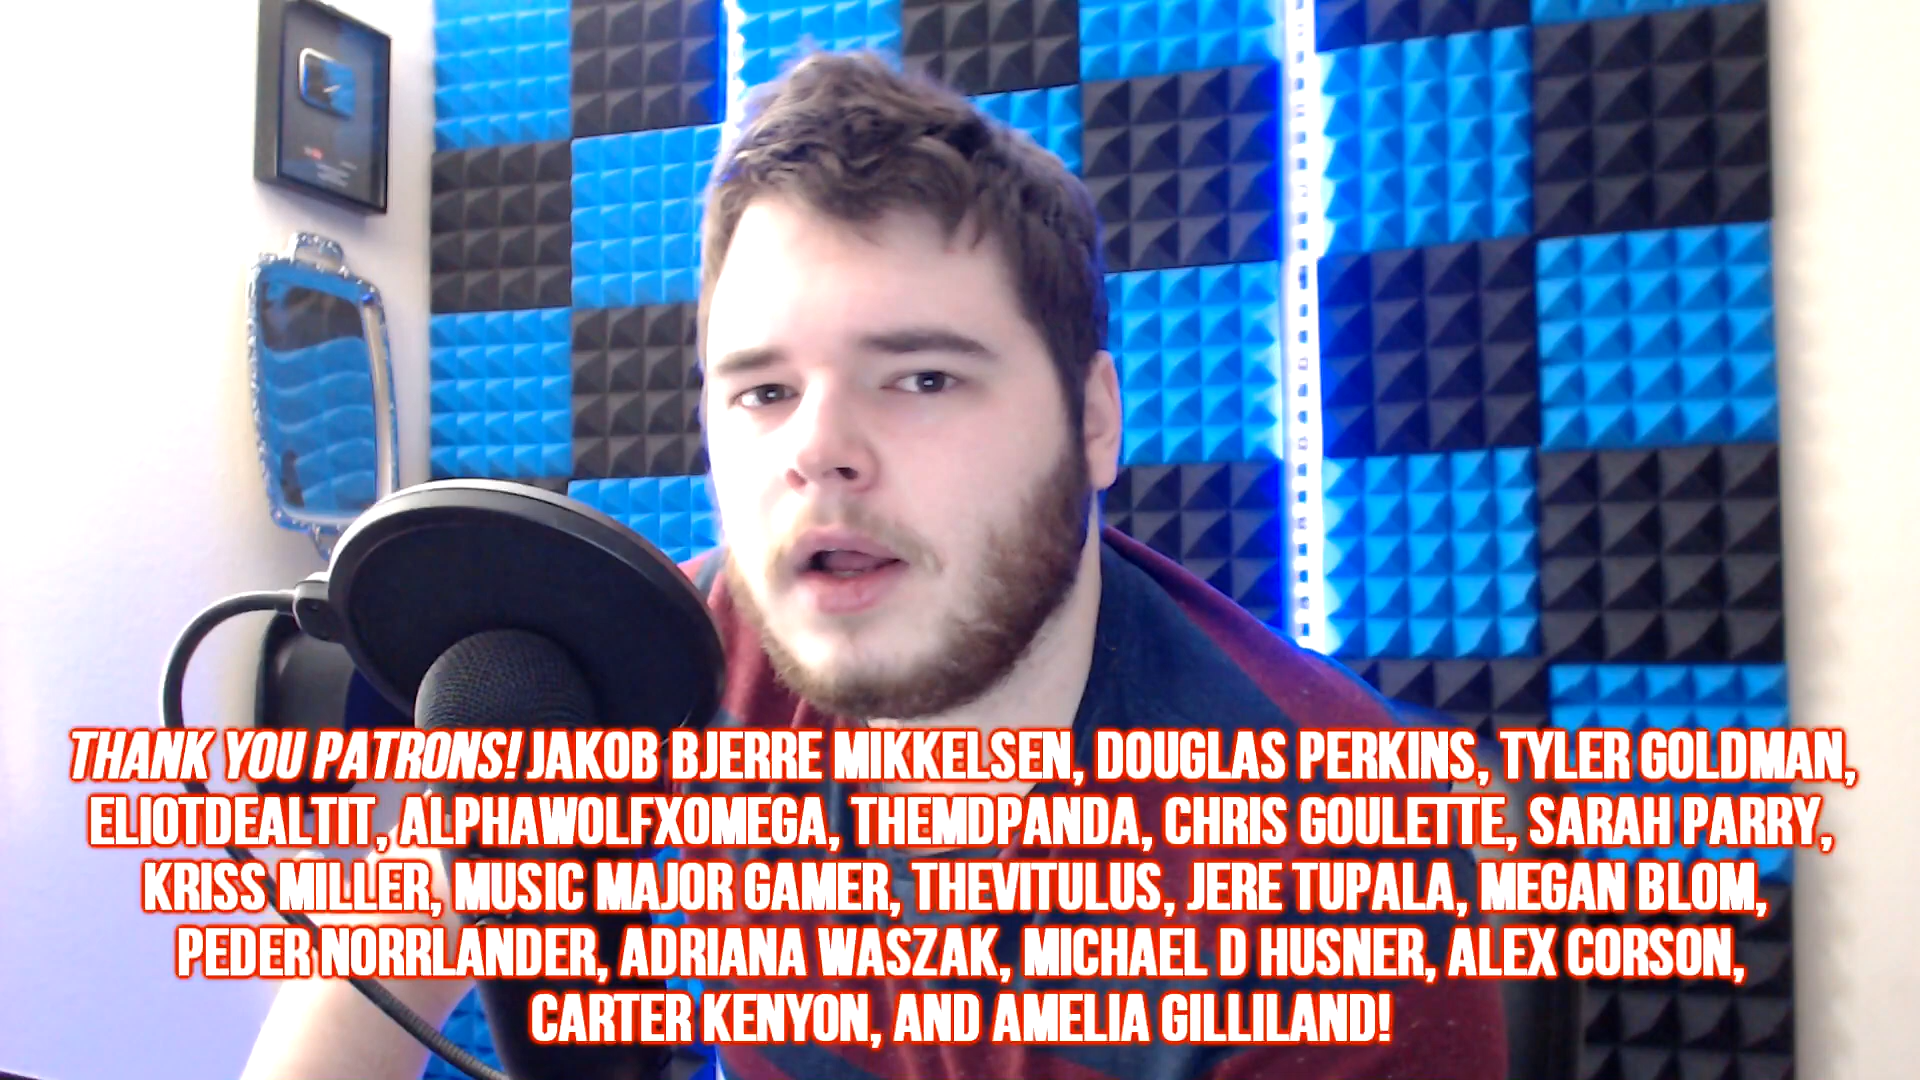 THANK YOU PATRONS! JAKOB BJERRE MIKKELSEN, DOUGLAS PERKINS, TYLER GOLDMAN,
ELIOTDEALTIT, ALPHAWOLFXOMEGA, THEMDPANDA, CHRIS GOULETTE, SARAH PARRY,
KRISS MILLER, MUSIC MAJOR GAMER, THEVITULUS, JERE TUPALA, MEGAN BLOM,
PEDER NORRLANDER, ADRIANA WASZAK, MICHAEL D HUSNER, ALEX CORSON,
CARTER KENYON, AND AMELIA GILLILAND!